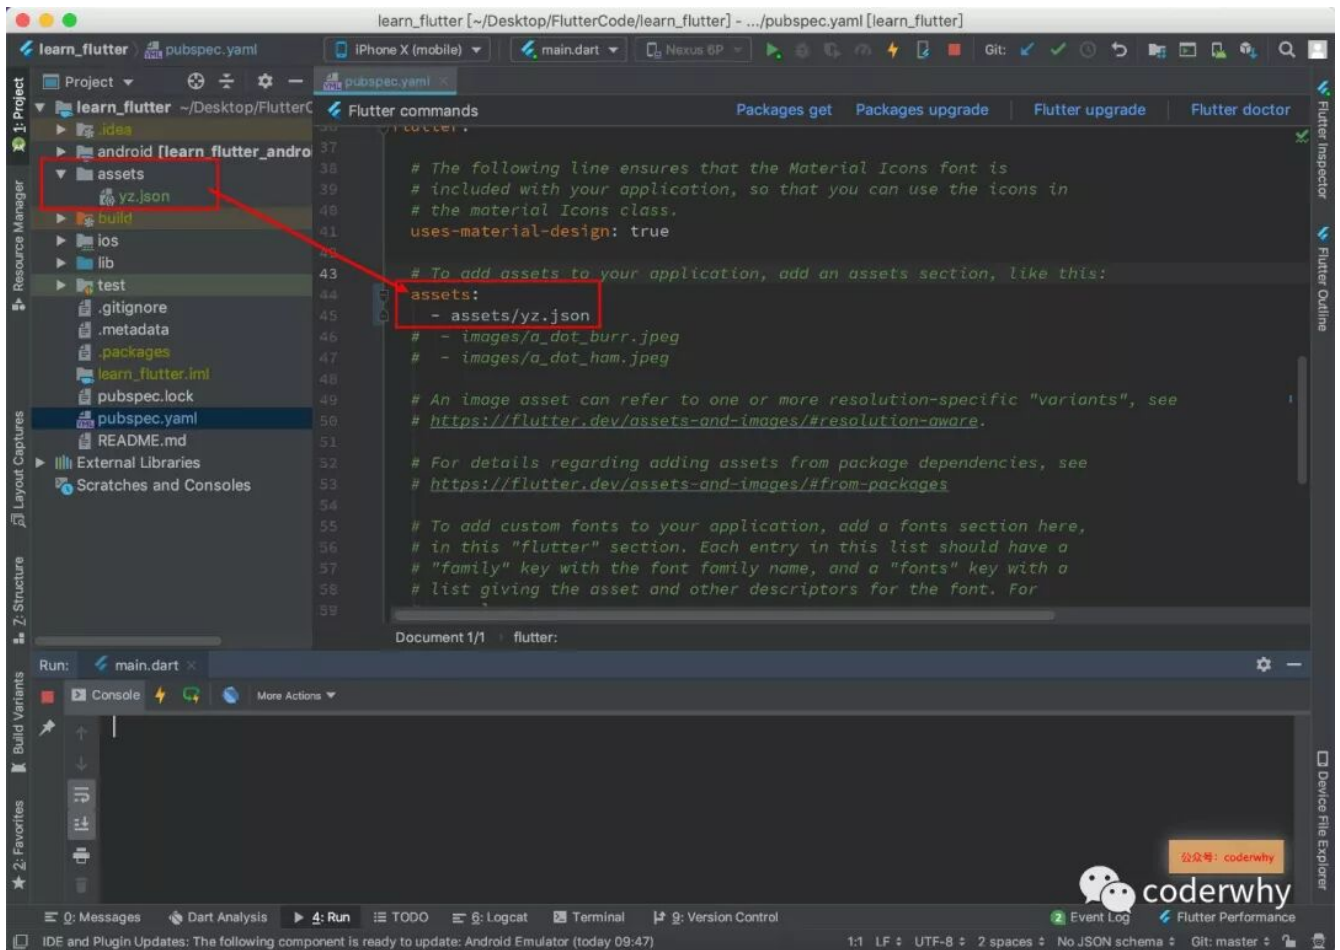 learn_flutter [~/Desktop/FlutterCode/learn_flutter] - .../pubspec.yaml [learn_flutter]
learn_flutter
pubspec.yaml
iPhone X (mobile)
main.dart
Nexus 6P
Git:
1: Project
Resource Manager
Layout Captures
Z: Structure
Build Variants
2: Favorites
Project
learn_flutter ~/Desktop/FlutterC
.idea
android [learn_flutter_andro
assets
yz.json
build
ios
lib
test
.gitignore
.metadata
.packages
learn_flutter.iml
pubspec.lock
pubspec.yaml
README.md
External Libraries
Scratches and Consoles
pubspec.yaml
Flutter commands
Packages get
Packages upgrade
Flutter upgrade
Flutter doctor
36 flutter:
37
38 # The following line ensures that the Material Icons font is
39 # included with your application, so that you can use the icons in
40 # the material Icons class.
41 uses-material-design: true
42
43 # To add assets to your application, add an assets section, like this:
44 assets:
45 - assets/yz.json
46 # - images/a_dot_burr.jpeg
47 # - images/a_dot_ham.jpeg
48
49 # An image asset can refer to one or more resolution-specific "variants", see
50 # https://flutter.dev/assets-and-images/#resolution-aware.
51
52 # For details regarding adding assets from package dependencies, see
53 # https://flutter.dev/assets-and-images/#from-packages
54
55 # To add custom fonts to your application, add a fonts section here,
56 # in this "flutter" section. Each entry in this list should have a
57 # "family" key with the font family name, and a "fonts" key with a
58 # list giving the asset and other descriptors for the font. For
59
Document 1/1
flutter:
Flutter Inspector
Flutter Outline
Device File Explorer
Run:
main.dart
Console
More Actions
公众号：coderwhy
coderwhy
0: Messages
Dart Analysis
4: Run
TODO
6: Logcat
Terminal
9: Version Control
2 Event Log
Flutter Performance
IDE and Plugin Updates: The following component is ready to update: Android Emulator (today 09:47)
1:1
LF
UTF-8
2 spaces
No JSON schema
Git: master